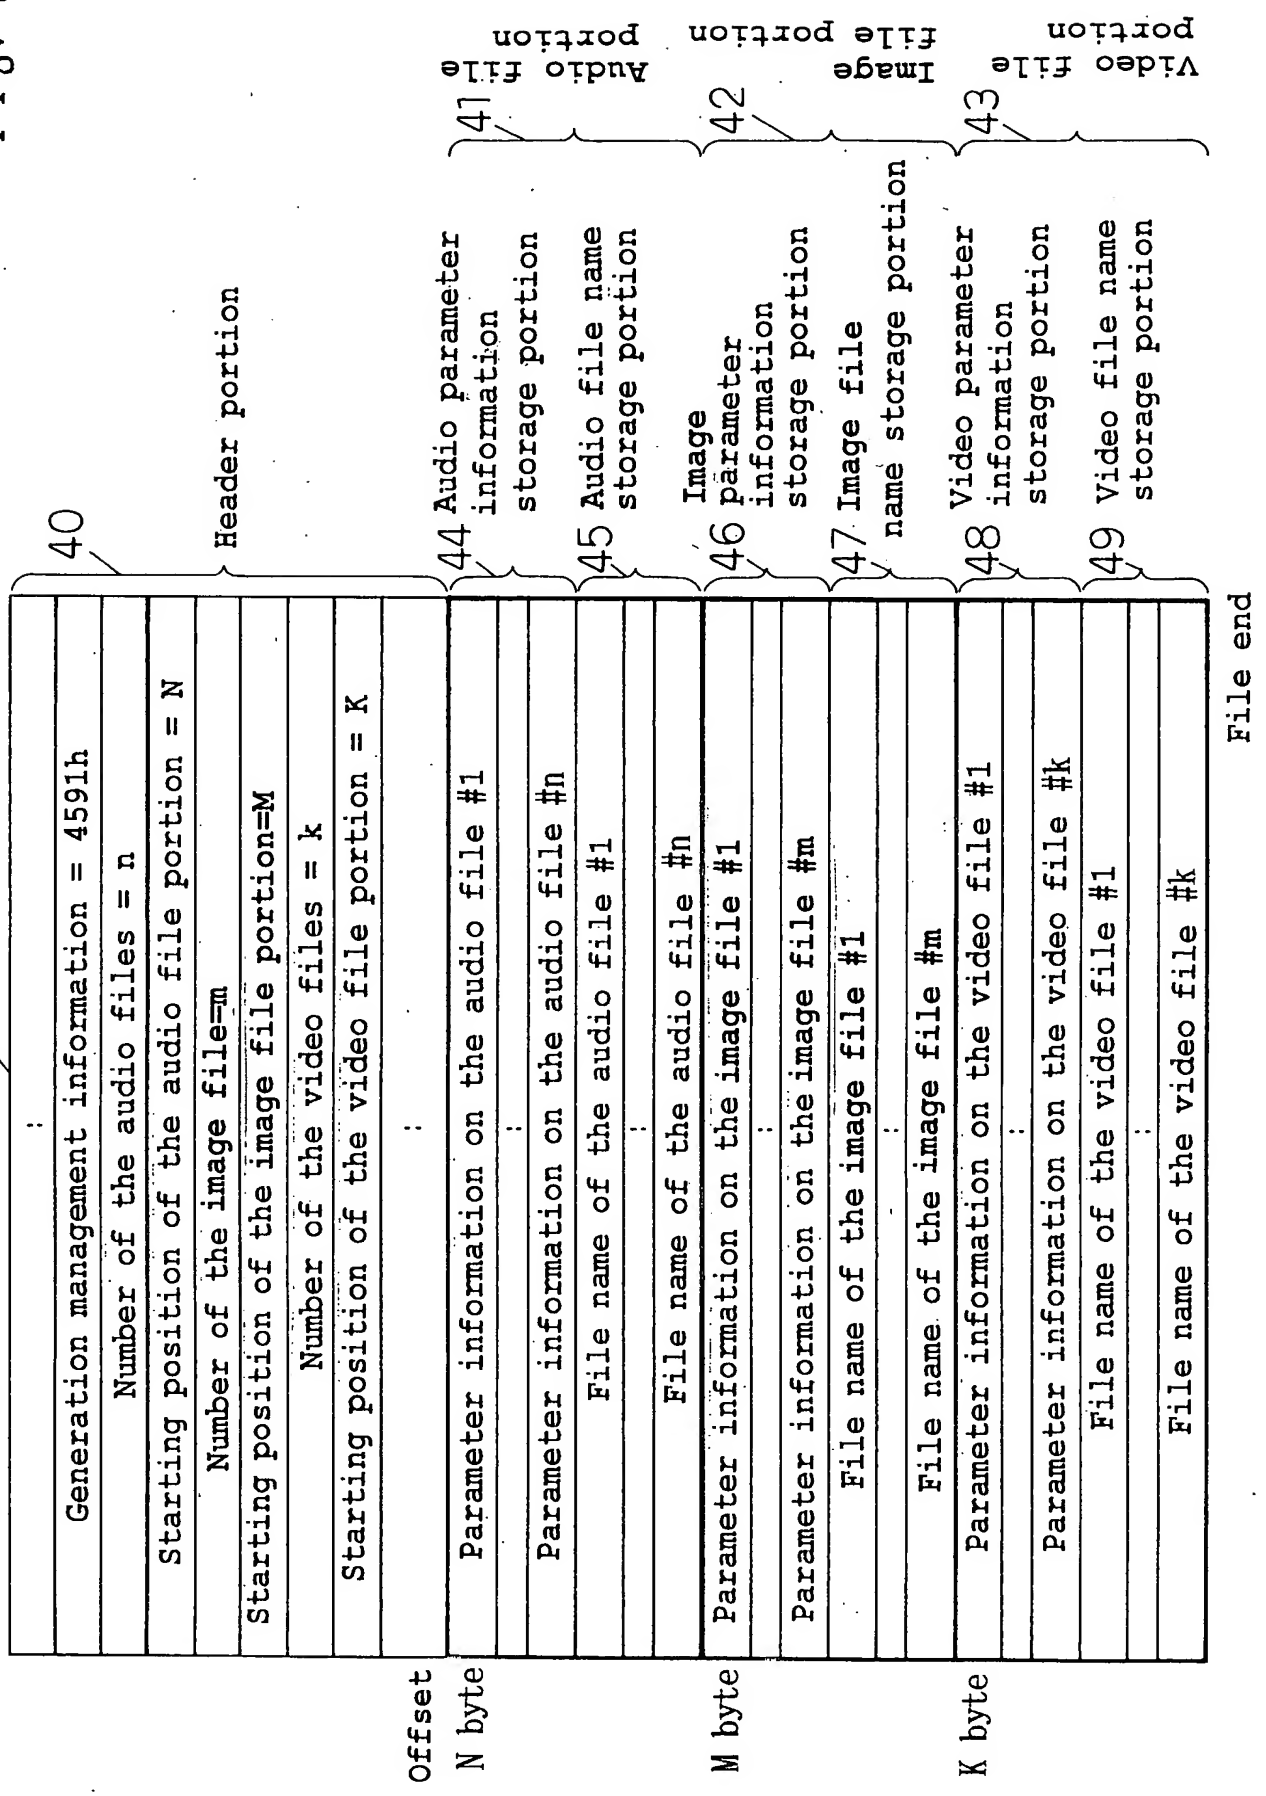 Fig.
40
Header portion
:
Generation management information = 4591h
Number of the audio files = n
Starting position of the audio file portion = N
Number of the image file=m
Starting position of the image file portion=M
Number of the video files = k
Starting position of the video file portion = K
:
Offset
N byte
Parameter information on the audio file #1
:
Parameter information on the audio file #n
File name of the audio file #1
:
File name of the audio file #n
44 Audio parameter
information
storage portion
45 Audio file name
storage portion
41
Audio file
portion
M byte
Parameter information on the image file #1
:
Parameter information on the image file #m
File name of the image file #1
:
File name of the image file #m
Image
46 parameter
information
storage portion
47 Image file
name storage portion
42
Image
file portion
K byte
Parameter information on the video file #1
:
Parameter information on the video file #k
File name of the video file #1
:
File name of the video file #k
48 Video parameter
information
storage portion
49 Video file name
storage portion
43
Video file
portion
File end